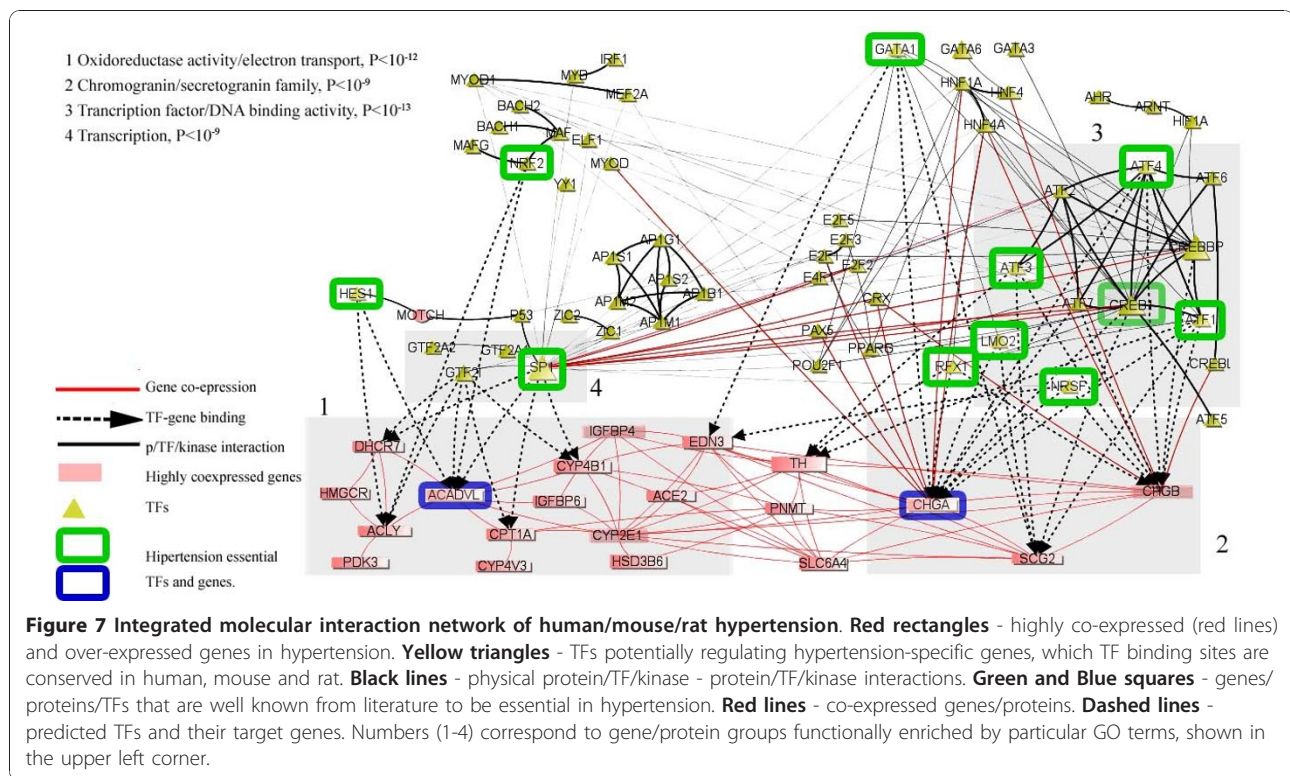 1 Oxidoreductase activity/electron transport, P<10⁻¹²
2 Chromogranin/secretogranin family, P<10⁻⁹
3 Trancription factor/DNA binding activity, P<10⁻¹³
4 Transcription, P<10⁻⁹
GATA1
GATA6
GATA3
IRF1
MYB
MYOD1
MEF2A
HNF1A
HNF4
BACH2
BACH1
MAF
ELF1
MAFG
NRF2
MYOD
YY1
HNF4A
AHR
ARNT
HIF1A
3
ATF4
ATF6
ATF2
CREBBP
E2F5
E2F3
E2F1
E2F2
E4F1
AP1G1
AP1S1
AP1S2
AP1M2
AP1B1
AP1M1
ATF3
CRX
ATF7
CREB1
ATF1
HES1
MOTCH
P53
ZIC2
ZIC1
PAX5
PPARG
POU2F1
LMO2
RFX1
NRSF
CREBL
GTF2A2
GTF2A
GTF2I
SP1
4
ATF5
Gene co-epression
TF-gene binding
p/TF/kinase interaction
Highly coexpressed genes
TFs
Hipertension essential
TFs and genes.
1
DHCR7
IGFBP4
EDN3
CYP4B1
TH
HMGCR
ACADVL
IGFBP6
ACE2
PNMT
CHGA
CHGB
ACLY
CPT1A
CYP2E1
PDK3
CYP4V3
HSD3B6
SLC6A4
SCG2
2
Figure 7 Integrated molecular interaction network of human/mouse/rat hypertension. Red rectangles - highly co-expressed (red lines)
and over-expressed genes in hypertension. Yellow triangles - TFs potentially regulating hypertension-specific genes, which TF binding sites are
conserved in human, mouse and rat. Black lines - physical protein/TF/kinase - protein/TF/kinase interactions. Green and Blue squares - genes/
proteins/TFs that are well known from literature to be essential in hypertension. Red lines - co-expressed genes/proteins. Dashed lines -
predicted TFs and their target genes. Numbers (1-4) correspond to gene/protein groups functionally enriched by particular GO terms, shown in
the upper left corner.